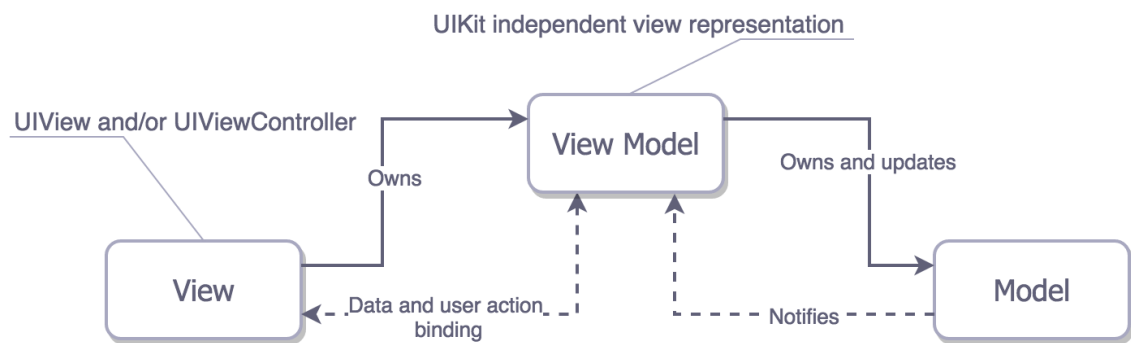 UIKit independent view representation
UIView and/or UIViewController
View Model
Owns
Owns and updates
View
Data and user action
binding
Notifies
Model